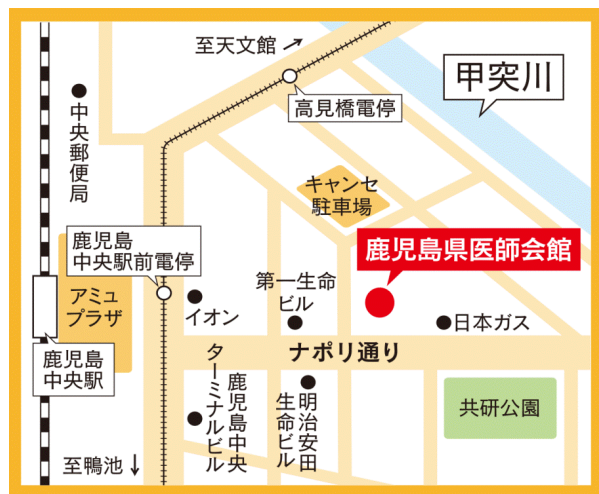 至天文館
甲突川
高見橋電停
中央郵便局
キャンセ
駐車場
鹿児島
中央駅前電停
鹿児島県医師会館
第一生命
ビル
アミュ
プラザ
イオン
日本ガス
ナポリ通り
鹿児島
中央駅
鹿児島中央
ターミナルビル
明治安田
生命ビル
共研公園
至鴨池